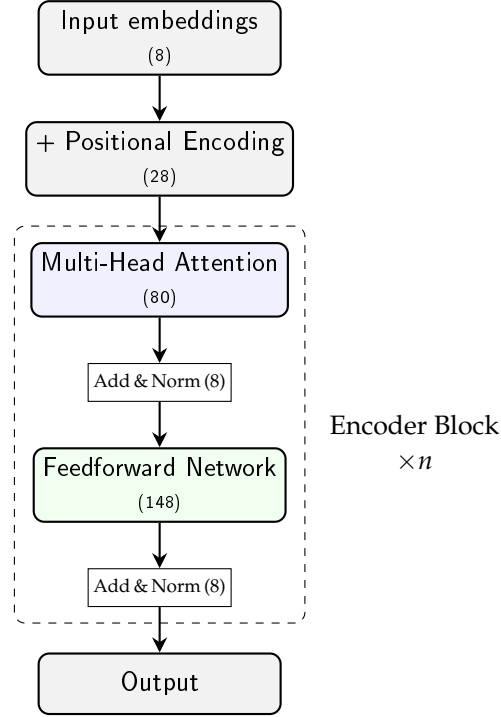 Input embeddings
(8)
+ Positional Encoding
(28)
Multi-Head Attention
(80)
Add & Norm (8)
Encoder Block
×n
Feedforward Network
(148)
Add & Norm (8)
Output